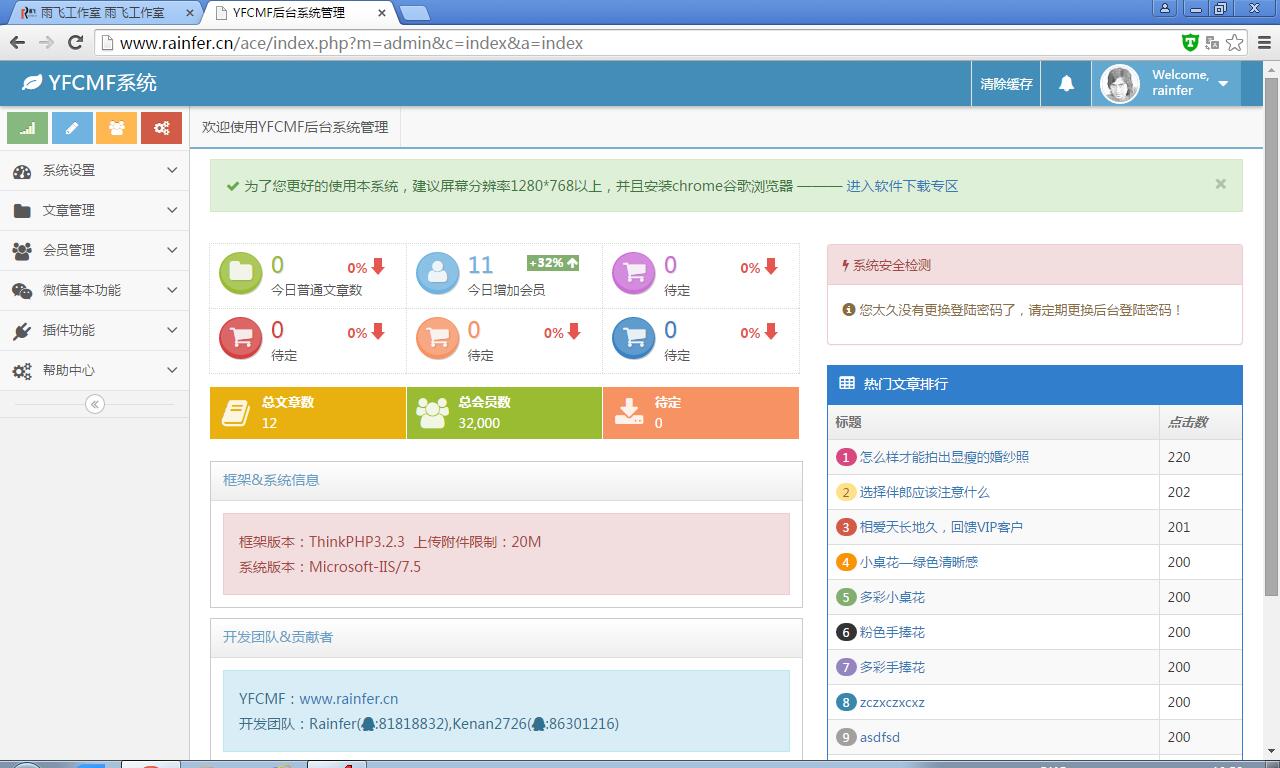 雨飞工作室 雨飞工作室
YFCMF后台系统管理
www.rainfer.cn/ace/index.php?m=admin&c=index&a=index
YFCMF系统
清除缓存
Welcome,
rainfer
欢迎使用YFCMF后台系统管理
系统设置
文章管理
会员管理
微信基本功能
插件功能
帮助中心
为了您更好的使用本系统，建议屏幕分辨率1280*768以上，并且安装chrome谷歌浏览器 ——— 进入软件下载专区
0 0%
今日普通文章数
11 +32%
今日增加会员
0 0%
待定
0 0%
待定
0 0%
待定
0 0%
待定
总文章数
12
总会员数
32,000
待定
0
框架&系统信息
框架版本：ThinkPHP3.2.3 上传附件限制：20M
系统版本：Microsoft-IIS/7.5
开发团队&贡献者
YFCMF：www.rainfer.cn
开发团队：Rainfer(:81818832),Kenan2726(:86301216)
系统安全检测
您太久没有更换登陆密码了，请定期更换后台登陆密码！
热门文章排行
标题 点击数
1 怎么样才能拍出显瘦的婚纱照 220
2 选择伴郎应该注意什么 202
3 相爱天长地久，回馈VIP客户 201
4 小桌花—绿色清晰感 200
5 多彩小桌花 200
6 粉色手捧花 200
7 多彩手捧花 200
8 zczxczxcxz 200
9 asdfsd 200